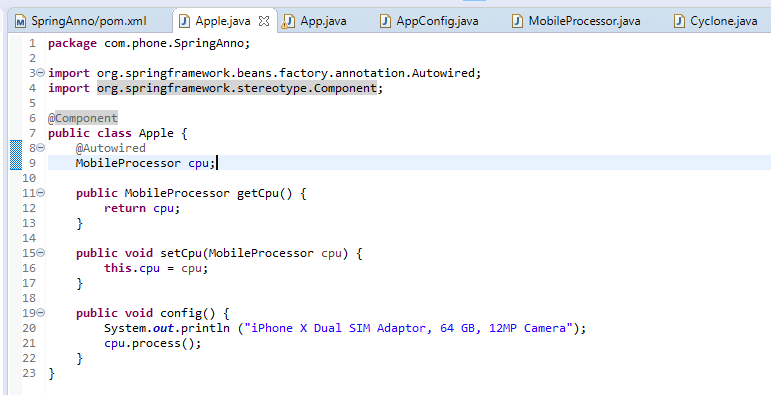 SpringAnno/pom.xml Apple.java App.java AppConfig.java MobileProcessor.java Cyclone.java
1 package com.phone.SpringAnno;
2
3 import org.springframework.beans.factory.annotation.Autowired;
4 import org.springframework.stereotype.Component;
5
6 @Component
7 public class Apple {
8 @Autowired
9 MobileProcessor cpu;
10
11 public MobileProcessor getCpu() {
12 return cpu;
13 }
14
15 public void setCpu(MobileProcessor cpu) {
16 this.cpu = cpu;
17 }
18
19 public void config() {
20 System.out.println ("iPhone X Dual SIM Adaptor, 64 GB, 12MP Camera");
21 cpu.process();
22 }
23 }